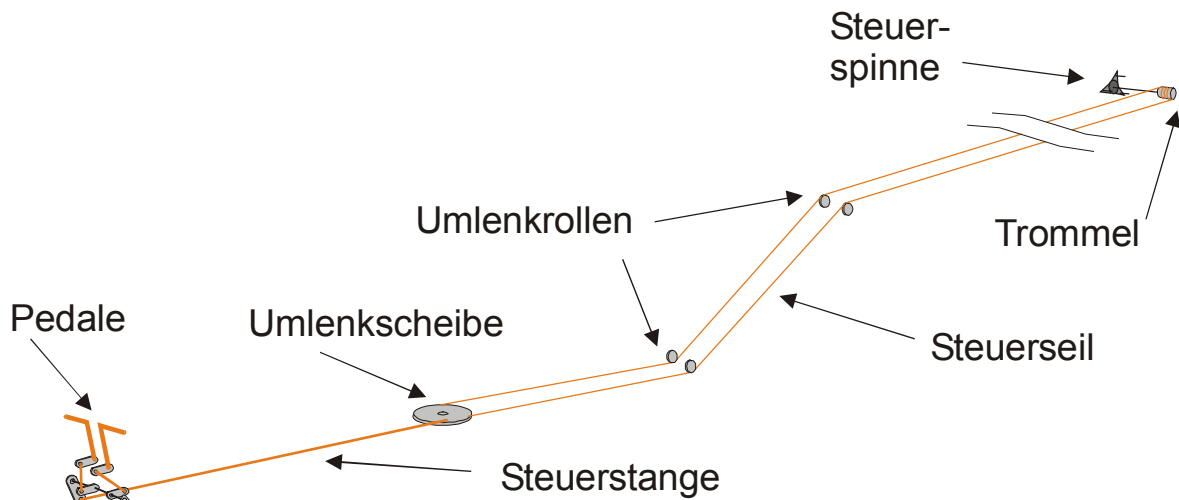 Steuer-
spinne
Umlenkrollen
Trommel
Pedale
Umlenkscheibe
Steuerseil
Steuerstange